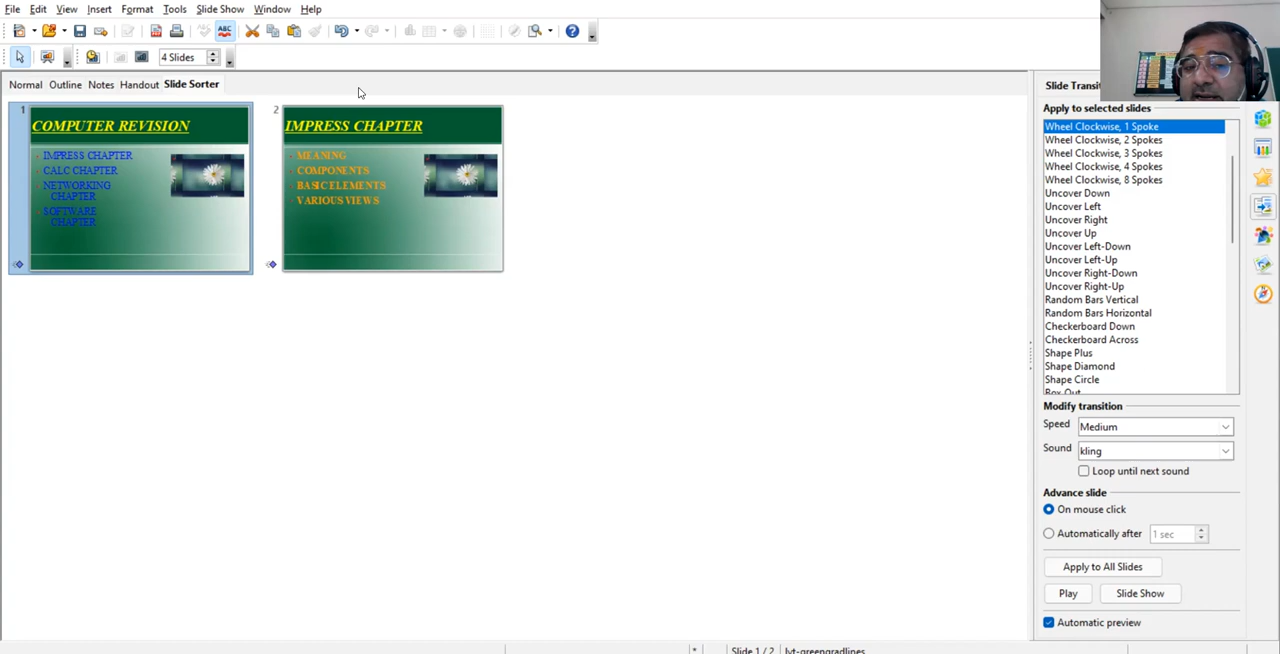 File Edit View Insert Format Tools Slide Show Window Help
ABC
4 Slides
Normal Outline Notes Handout Slide Sorter
1
COMPUTER REVISION
IMPRESS CHAPTER
CALC CHAPTER
NETWORKING
CHAPTER
SOFTWARE
CHAPTER
2
IMPRESS CHAPTER
MEANING
COMPONENTS
BASIC ELEMENTS
VARIOUS VIEWS
Apply to selected slides
Wheel Clockwise, 1 Spoke
Wheel Clockwise, 2 Spokes
Wheel Clockwise, 3 Spokes
Wheel Clockwise, 4 Spokes
Wheel Clockwise, 8 Spokes
Uncover Down
Uncover Left
Uncover Right
Uncover Up
Uncover Left-Down
Uncover Left-Up
Uncover Right-Down
Uncover Right-Up
Random Bars Vertical
Random Bars Horizontal
Checkerboard Down
Checkerboard Across
Shape Plus
Shape Diamond
Shape Circle
Box Out
Modify transition
Speed Medium
Sound kling
Loop until next sound
Advance slide
On mouse click
Automatically after 1 sec
Apply to All Slides
Play Slide Show
Automatic preview
* Slide 1 / 2 lyt-greengradlines